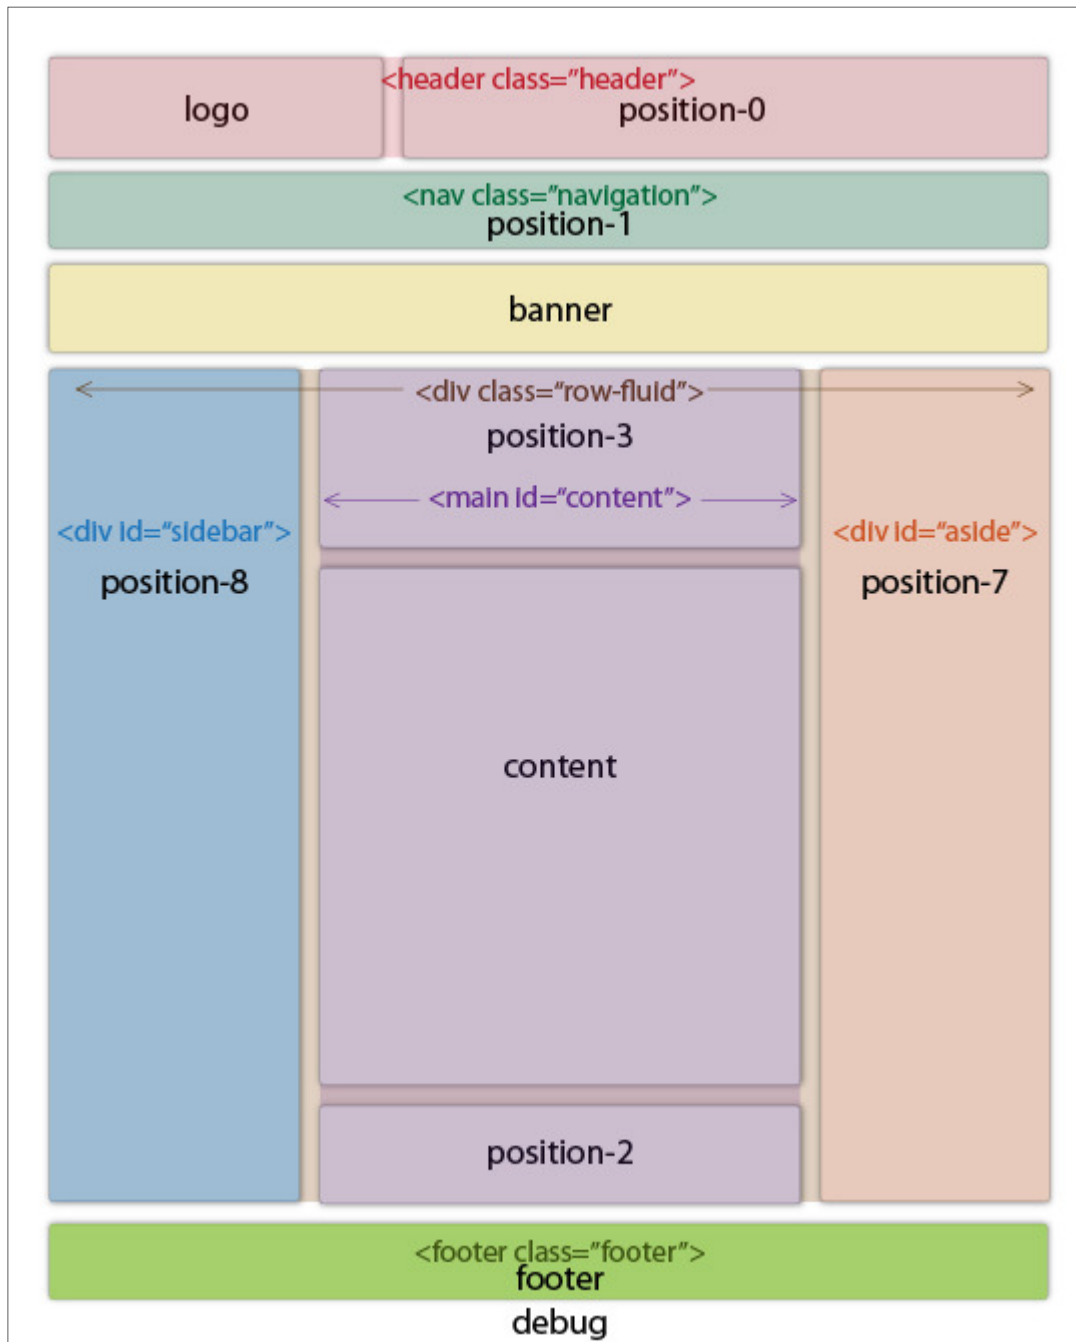 <header class=“header”>
logo
position-0
<nav class=“navigation”>
position-1
banner
<div class=“row-fluid”>
position-3
<main id=“content”>
<div id=“sidebar”>
position-8
<div id=“aside”>
position-7
content
position-2
<footer class=“footer”>
footer
debug